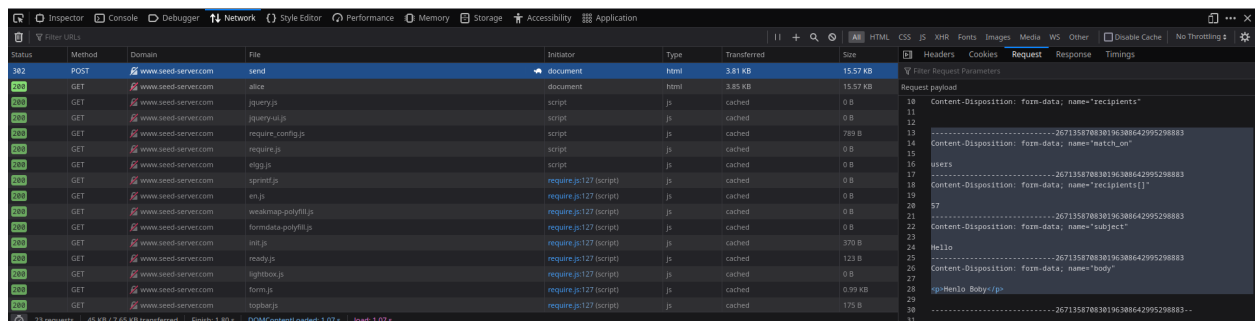 Inspector Console Debugger Network Style Editor Performance Memory Storage Accessibility Application
Filter URLs All HTML CSS JS XHR Fonts Images Media WS Other Disable Cache No Throttling
Status Method Domain File Initiator Type Transferred Size Headers Cookies Request Response Timings
302 POST www.seed-server.com send document html 3.81 KB 15.57 KB Filter Request Parameters
200 GET www.seed-server.com alice document html 3.85 KB 15.57 KB Request payload
200 GET www.seed-server.com jquery.js script js cached 0 B
200 GET www.seed-server.com jquery-ui.js script js cached 0 B
200 GET www.seed-server.com require_config.js script js cached 789 B
200 GET www.seed-server.com require.js script js cached 0 B
200 GET www.seed-server.com elgg.js script js cached 0 B
200 GET www.seed-server.com sprintf.js require.js:127 (script) js cached 0 B
200 GET www.seed-server.com en.js require.js:127 (script) js cached 0 B
200 GET www.seed-server.com weakmap-polyfill.js require.js:127 (script) js cached 0 B
200 GET www.seed-server.com formdata-polyfill.js require.js:127 (script) js cached 0 B
200 GET www.seed-server.com init.js require.js:127 (script) js cached 370 B
200 GET www.seed-server.com ready.js require.js:127 (script) js cached 123 B
200 GET www.seed-server.com lightbox.js require.js:127 (script) js cached 0 B
200 GET www.seed-server.com form.js require.js:127 (script) js cached 0.99 KB
200 GET www.seed-server.com topbar.js require.js:127 (script) js cached 175 B
23 requests 45 KB / 7.65 KB transferred Finish: 1.80 s DOMContentLoaded: 1.07 s load: 1.07 s
10 Content-Disposition: form-data; name="recipients"
11
12
13 -----------------------------267135870830196308642995298883
14 Content-Disposition: form-data; name="match_on"
15
16 users
17 -----------------------------267135870830196308642995298883
18 Content-Disposition: form-data; name="recipients[]"
19
20 57
21 -----------------------------267135870830196308642995298883
22 Content-Disposition: form-data; name="subject"
23
24 Hello
25 -----------------------------267135870830196308642995298883
26 Content-Disposition: form-data; name="body"
27
28 <p>Henlo Boby</p>
29
30 -----------------------------267135870830196308642995298883--
31